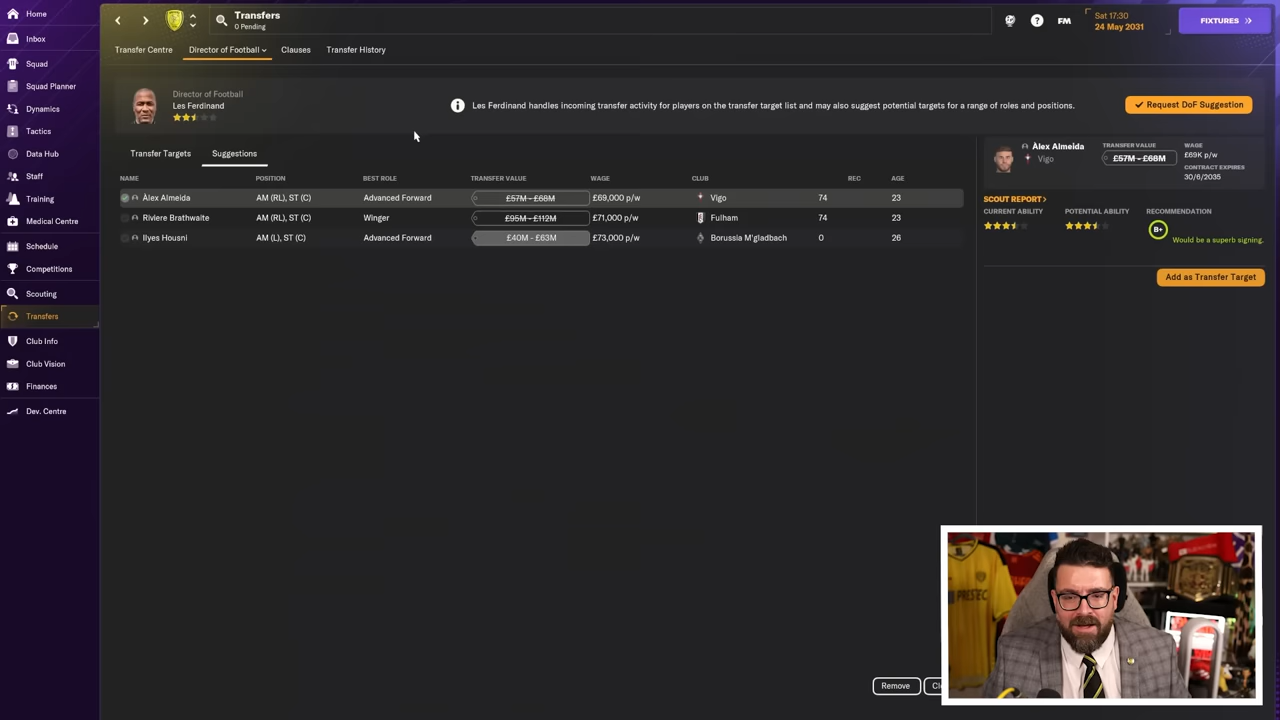 Home
Inbox
Squad
Squad Planner
Dynamics
Tactics
Data Hub
Staff
Training
Medical Centre
Schedule
Competitions
Scouting
Transfers
Club Info
Club Vision
Finances
Dev. Centre
Transfers
0 Pending
FM
Sat 17:30
24 May 2031
FIXTURES
Transfer Centre Director of Football Clauses Transfer History
Director of Football
Les Ferdinand
Les Ferdinand handles incoming transfer activity for players on the transfer target list and may also suggest potential targets for a range of roles and positions.
Request DoF Suggestion
Transfer Targets Suggestions
NAME POSITION BEST ROLE TRANSFER VALUE WAGE CLUB REC AGE
Àlex Almeida AM (RL), ST (C) Advanced Forward £57M - £68M £69,000 p/w Vigo 74 23
Riviere Brathwaite AM (RL), ST (C) Winger £95M - £112M £71,000 p/w Fulham 74 23
Ilyes Housni AM (L), ST (C) Advanced Forward £40M - £63M £73,000 p/w Borussia M'gladbach 0 26
Àlex Almeida
Vigo
TRANSFER VALUE
£57M - £68M
WAGE
£69K p/w
CONTRACT EXPIRES
30/6/2035
SCOUT REPORT
CURRENT ABILITY POTENTIAL ABILITY RECOMMENDATION
B+ Would be a superb signing.
Add as Transfer Target
Remove
PRESTEC